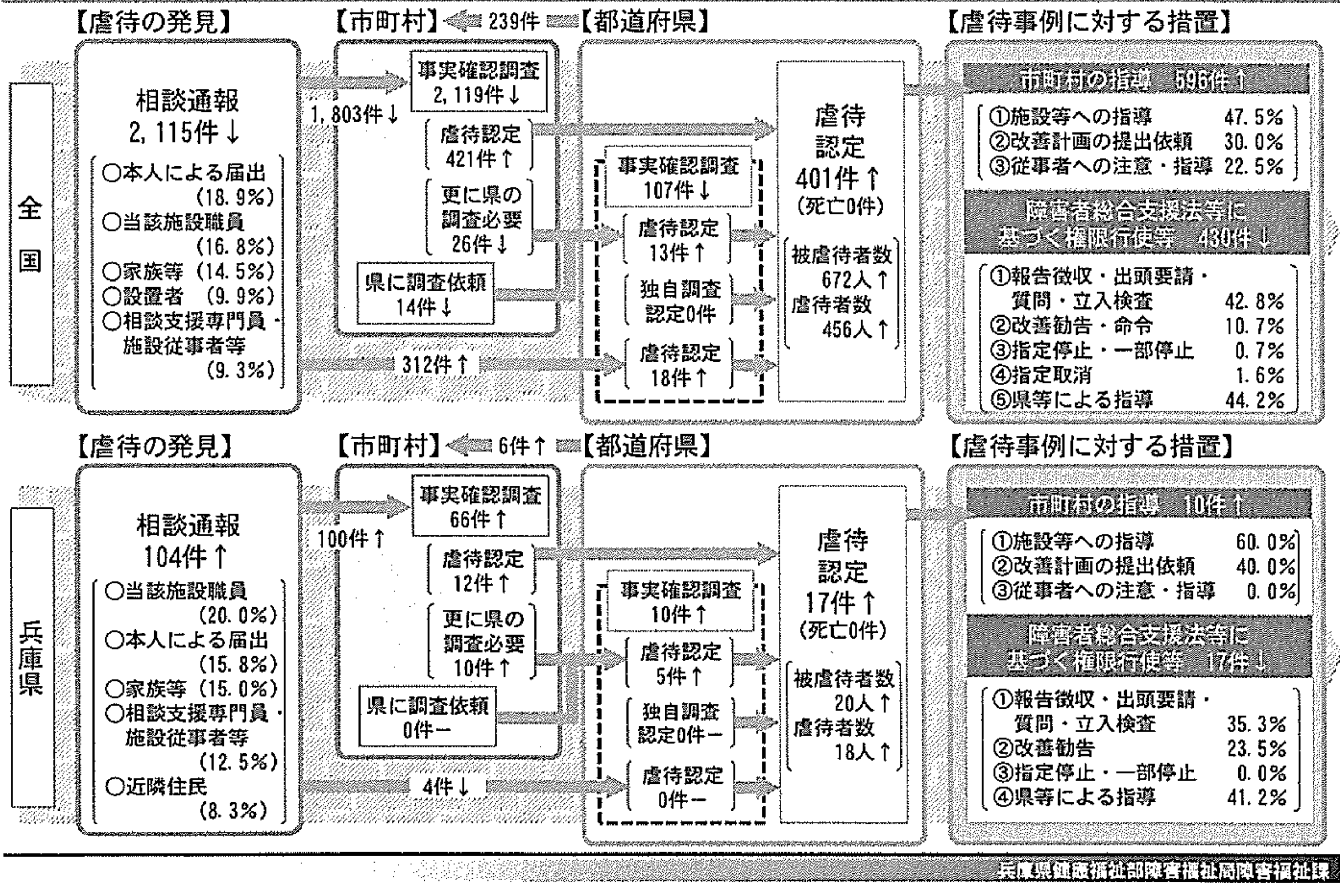 【虐待の発見】
【市町村】
239件
【都道府県】
【虐待事例に対する措置】
全国
相談通報
2,115件↓
○本人による届出
(18.9%)
○当該施設職員
(16.8%)
○家族等 (14.5%)
○設置者 (9.9%)
○相談支援専門員・
施設従事者等
(9.3%)
1,803件↓
事実確認調査
2,119件↓
虐待認定
421件↑
更に県の
調査必要
26件↓
県に調査依頼
14件↓
312件↑
事実確認調査
107件↓
虐待認定
13件↑
独自調査
認定0件
虐待認定
18件↑
虐待
認定
401件↑
(死亡0件)
被虐待者数
672人↑
虐待者数
456人↑
市町村の指導 596件↑
①施設等への指導 47.5%
②改善計画の提出依頼 30.0%
③従事者への注意・指導 22.5%
障害者総合支援法等に
基づく権限行使等 430件↓
①報告徴収・出頭要請・
質問・立入検査 42.8%
②改善勧告・命令 10.7%
③指定停止・一部停止 0.7%
④指定取消 1.6%
⑤県等による指導 44.2%
【虐待の発見】
【市町村】
6件↑
【都道府県】
【虐待事例に対する措置】
兵庫県
相談通報
104件↑
○当該施設職員
(20.0%)
○本人による届出
(15.8%)
○家族等 (15.0%)
○相談支援専門員・
施設従事者等
(12.5%)
○近隣住民
(8.3%)
100件↑
事実確認調査
66件↑
虐待認定
12件↑
更に県の
調査必要
10件↑
県に調査依頼
0件－
4件↓
事実確認調査
10件↑
虐待認定
5件↑
独自調査
認定0件－
虐待認定
0件－
虐待
認定
17件↑
(死亡0件)
被虐待者数
20人↑
虐待者数
18人↑
市町村の指導 10件↑
①施設等への指導 60.0%
②改善計画の提出依頼 40.0%
③従事者への注意・指導 0.0%
障害者総合支援法等に
基づく権限行使等 17件↓
①報告徴収・出頭要請・
質問・立入検査 35.3%
②改善勧告 23.5%
③指定停止・一部停止 0.0%
④県等による指導 41.2%
兵庫県健康福祉部障害福祉局障害福祉課